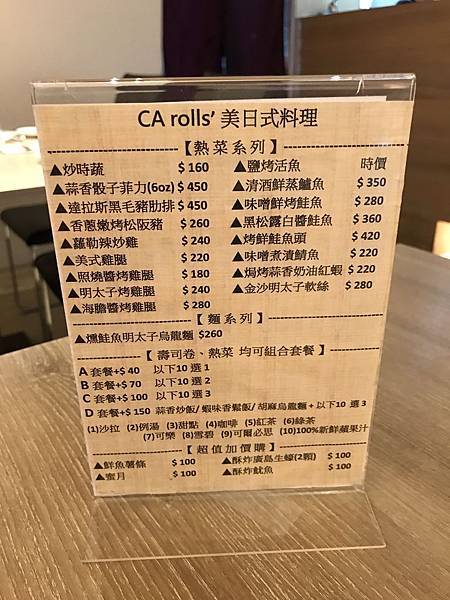 CA rolls’ 美日式料理
【熱菜系列】
▲炒時蔬 $160
▲蒜香骰子菲力(6oz) $450
▲達拉斯黑毛豬肋排 $450
▲香蔥嫩烤松阪豬 $260
▲蘿勒辣炒雞 $240
▲美式雞腿 $220
▲照燒醬烤雞腿 $180
▲明太子烤雞腿 $240
▲海膽醬烤雞腿 $280
▲鹽烤活魚 時價
▲清酒鮮蒸鱸魚 $350
▲味噌鮮烤鮭魚 $280
▲黑松露白醬鮭魚 $360
▲烤鮮鮭魚頭 $420
▲味噌煮漬鯖魚 $220
▲焗烤蒜香奶油紅蝦 $220
▲金沙明太子軟絲 $280
【麵系列】
▲燻鮭魚明太子烏龍麵 $260
【壽司卷、熱菜 均可組合套餐】
A 套餐+$ 40 以下10 選 1
B 套餐+$ 70 以下10 選 2
C 套餐+$ 100 以下10 選 3
D 套餐+$ 150 蒜香炒飯/ 蝦味香鬆飯/ 胡麻烏龍麵 + 以下10 選 3
(1)沙拉 (2)例湯 (3)甜點 (4)咖啡 (5)紅茶 (6)綠茶
(7)可樂 (8)雪碧 (9)可爾必思 (10)100%新鮮蘋果汁
【超值加價購】
▲鮮魚薯條 $100
▲蜜月 $100
▲酥炸廣島生蠔(2顆) $100
▲酥炸魷魚 $100